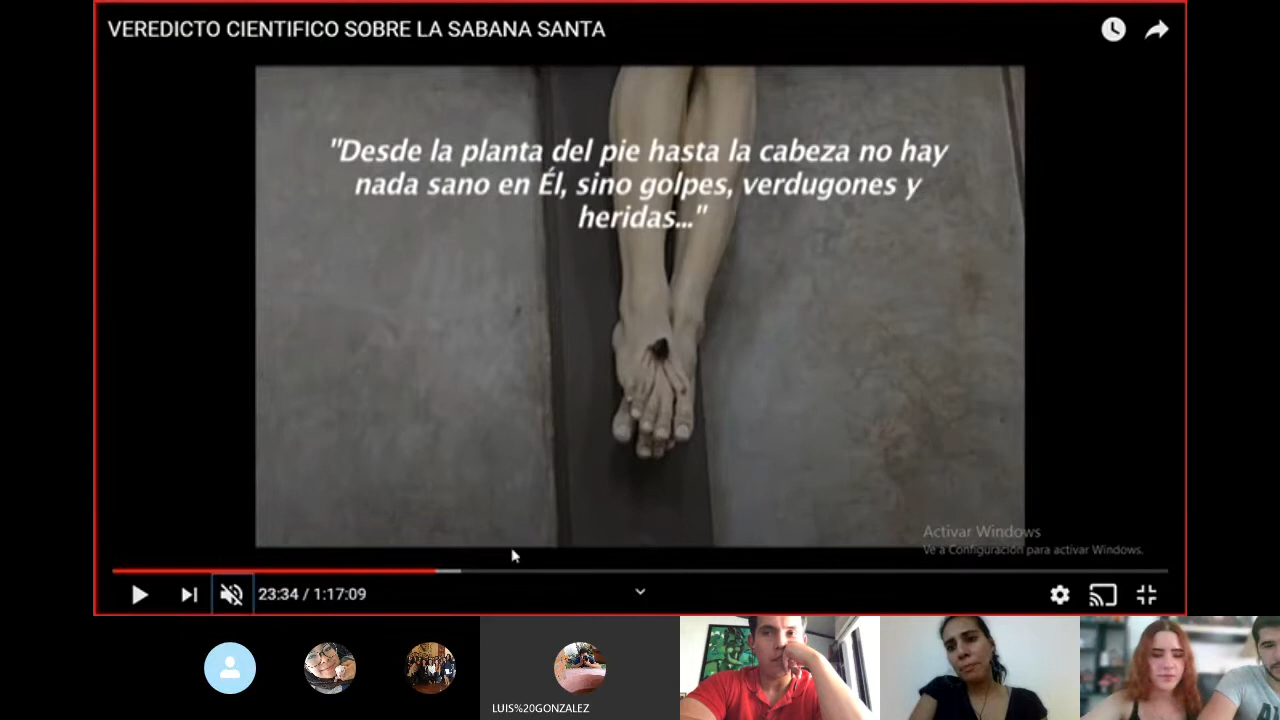 VEREDICTO CIENTIFICO SOBRE LA SABANA SANTA
"Desde la planta del pie hasta la cabeza no hay
nada sano en Él, sino golpes, verdugones y
heridas..."
Activar Windows
Ve a Configuración para activar Windows.
23:34 / 1:17:09
LUIS%20GONZALEZ